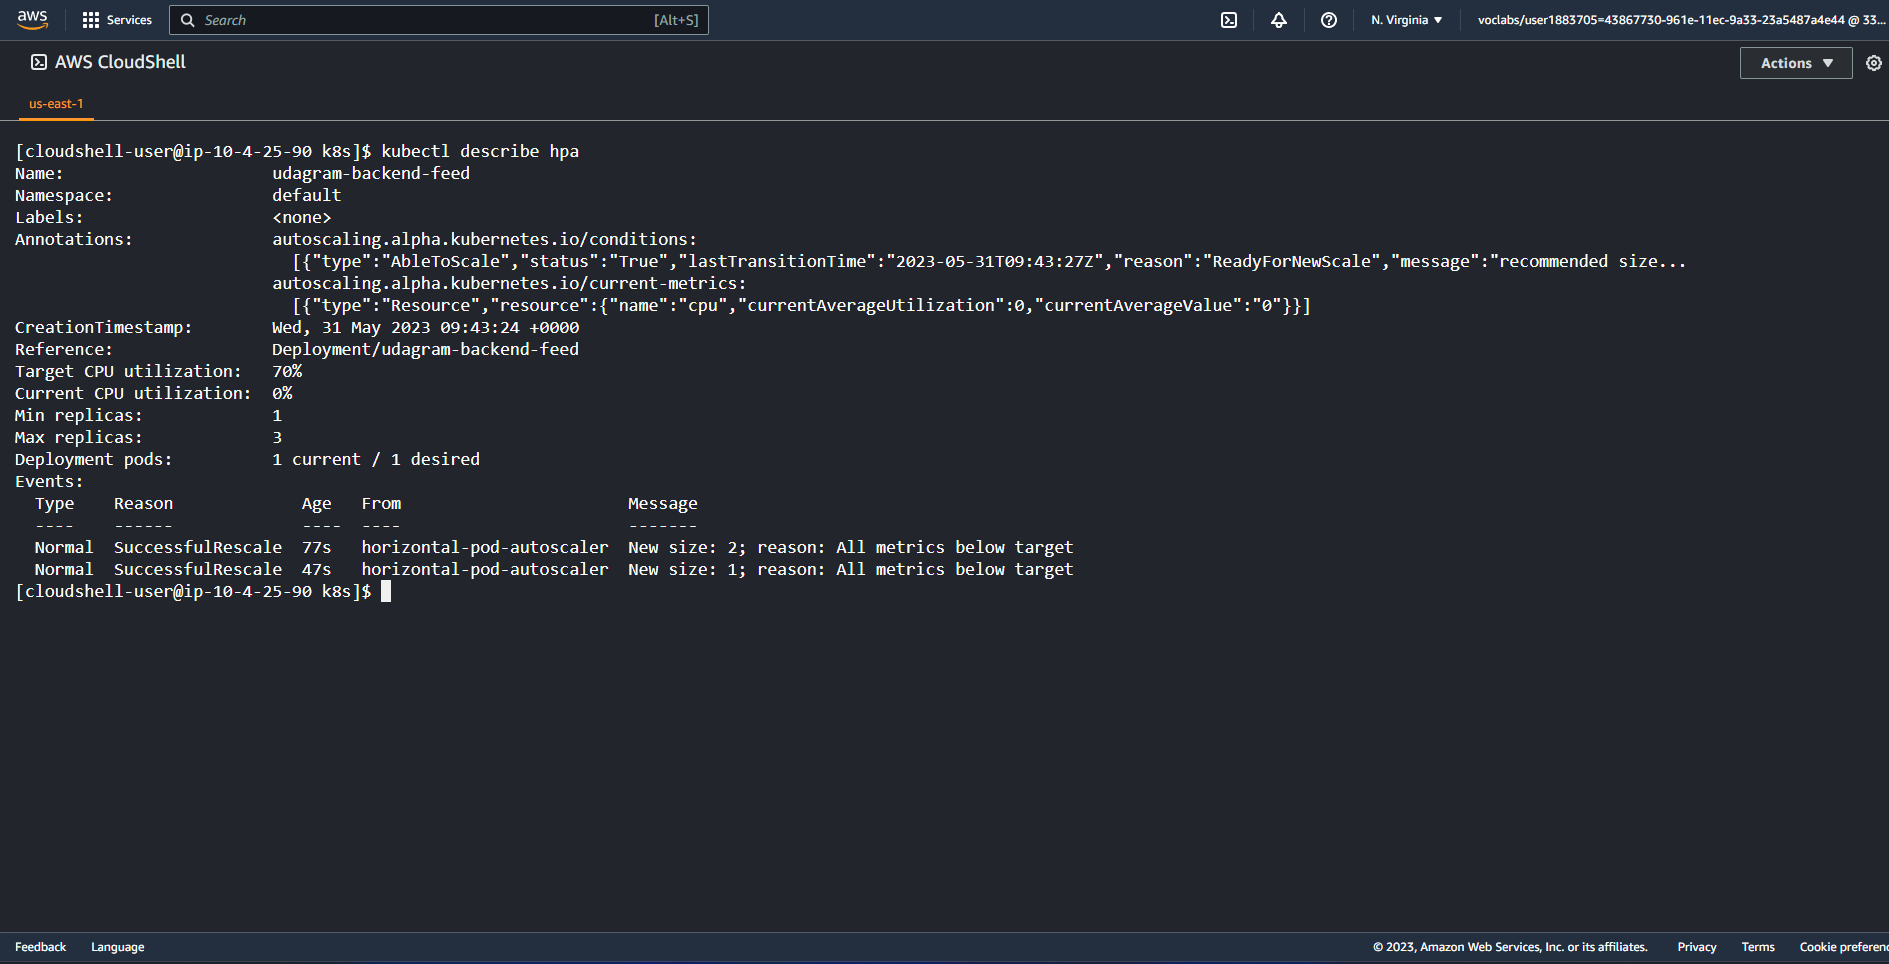 aws Services Search [Alt+S] N. Virginia voclabs/user1883705=43867730-961e-11ec-9a33-23a5487a4e44 @ 33...
AWS CloudShell Actions
us-east-1
[cloudshell-user@ip-10-4-25-90 k8s]$ kubectl describe hpa
Name: udagram-backend-feed
Namespace: default
Labels: <none>
Annotations: autoscaling.alpha.kubernetes.io/conditions:
[{"type":"AbleToScale","status":"True","lastTransitionTime":"2023-05-31T09:43:27Z","reason":"ReadyForNewScale","message":"recommended size...
autoscaling.alpha.kubernetes.io/current-metrics:
[{"type":"Resource","resource":{"name":"cpu","currentAverageUtilization":0,"currentAverageValue":"0"}}]
CreationTimestamp: Wed, 31 May 2023 09:43:24 +0000
Reference: Deployment/udagram-backend-feed
Target CPU utilization: 70%
Current CPU utilization: 0%
Min replicas: 1
Max replicas: 3
Deployment pods: 1 current / 1 desired
Events:
Type Reason Age From Message
---- ------ ---- ---- -------
Normal SuccessfulRescale 77s horizontal-pod-autoscaler New size: 2; reason: All metrics below target
Normal SuccessfulRescale 47s horizontal-pod-autoscaler New size: 1; reason: All metrics below target
[cloudshell-user@ip-10-4-25-90 k8s]$
Feedback Language © 2023, Amazon Web Services, Inc. or its affiliates. Privacy Terms Cookie preferenc